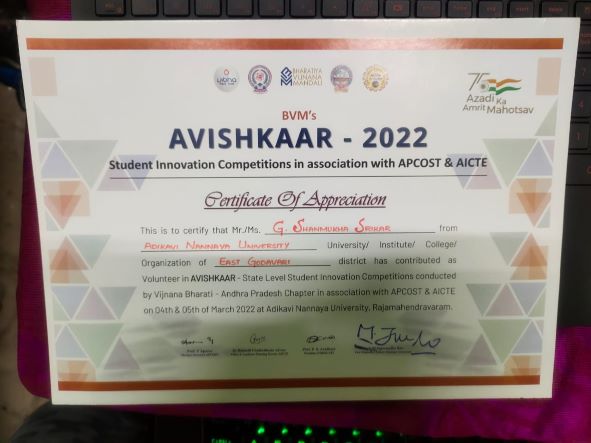 BHARATIYA
VIJNANA
MANDALI
75
Azadi Ka
Amrit Mahotsav
BVM's
AVISHKAAR - 2022
Student Innovation Competitions in association with APCOST & AICTE
Certificate Of Appreciation
This is to certify that Mr./Ms. G. SHANMUKHA SRIKAR from
ADIKAVI NANNAYA UNIVERSITY University/ Institute/ College/
Organization of EAST GODAVARI district has contributed as
Volunteer in AVISHKAAR - State Level Student Innovation Competitions conducted
by Vijnana Bharati - Andhra Pradesh Chapter in association with APCOST & AICTE
on 04th & 05th of March 2022 at Adikavi Nannaya University, Rajamahendravaram.